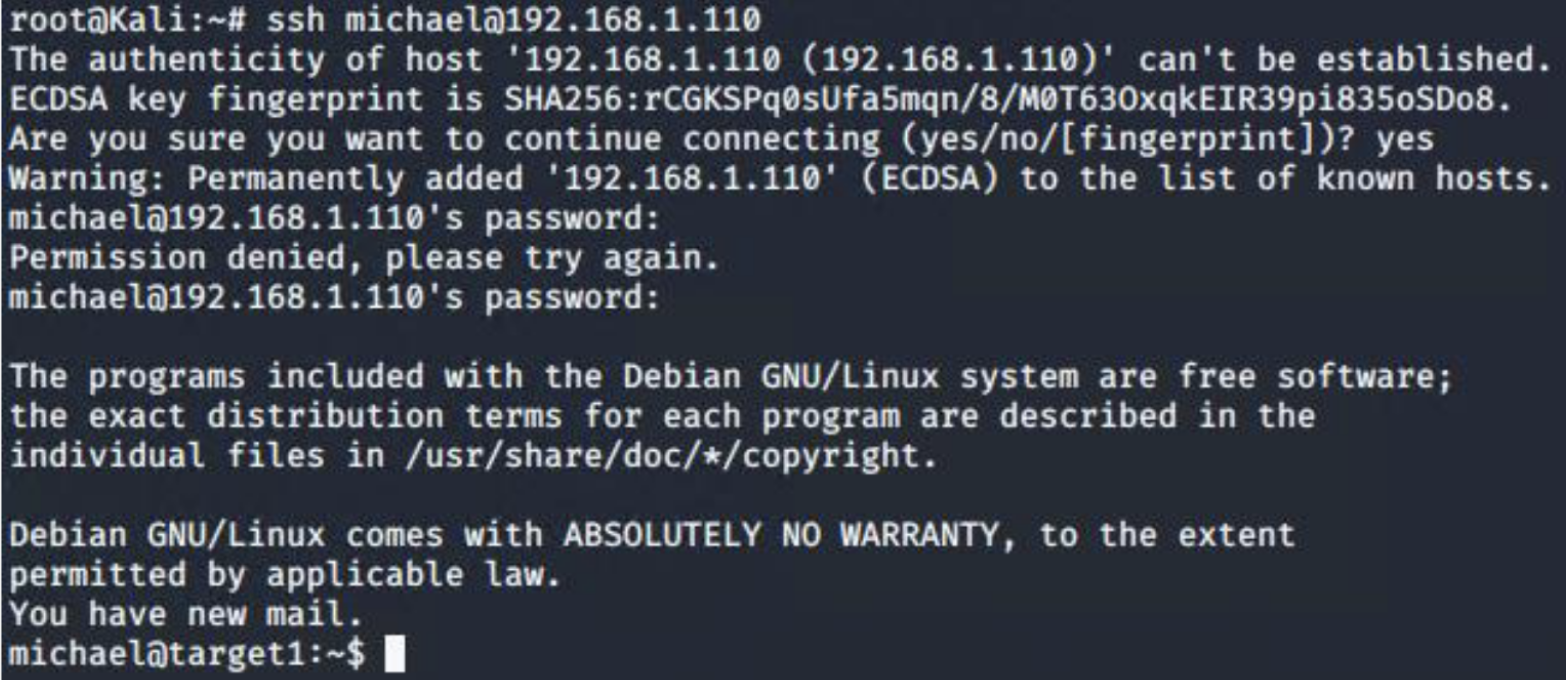 root@Kali:~# ssh michael@192.168.1.110
The authenticity of host '192.168.1.110 (192.168.1.110)' can't be established.
ECDSA key fingerprint is SHA256:rCGKSPq0sUfa5mqn/8/M0T63OxqkEIR39pi835oSDo8.
Are you sure you want to continue connecting (yes/no/[fingerprint])? yes
Warning: Permanently added '192.168.1.110' (ECDSA) to the list of known hosts.
michael@192.168.1.110's password:
Permission denied, please try again.
michael@192.168.1.110's password:
The programs included with the Debian GNU/Linux system are free software;
the exact distribution terms for each program are described in the
individual files in /usr/share/doc/*/copyright.
Debian GNU/Linux comes with ABSOLUTELY NO WARRANTY, to the extent
permitted by applicable law.
You have new mail.
michael@target1:~$